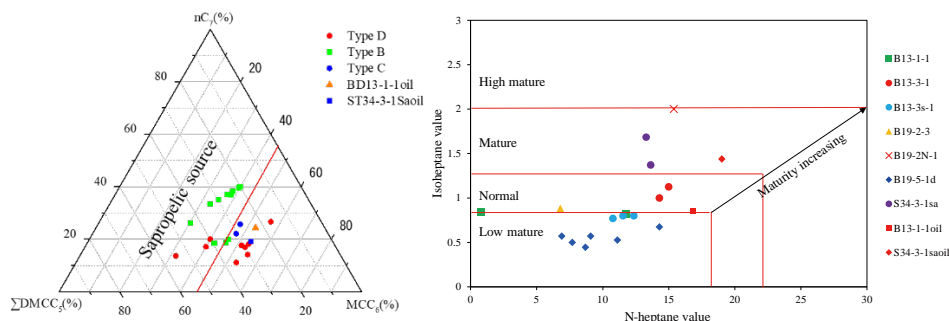 nC₇(%)
20
40
60
80
80
60
40
20
80
60
40
20
∑DMCC₅(%)
MCC₆(%)
Sapropelic source
Type D
Type B
Type C
BD13-1-1oil
ST34-3-1Saoil
Isoheptane value
3
2.5
2
1.5
1
0.5
0
0
5
10
15
20
25
30
N-heptane value
High mature
Mature
Normal
Low mature
Maturity increasing
B13-1-1
B13-3-1
B13-3s-1
B19-2-3
B19-2N-1
B19-5-1d
S34-3-1sa
B13-1-1oil
S34-3-1saoil